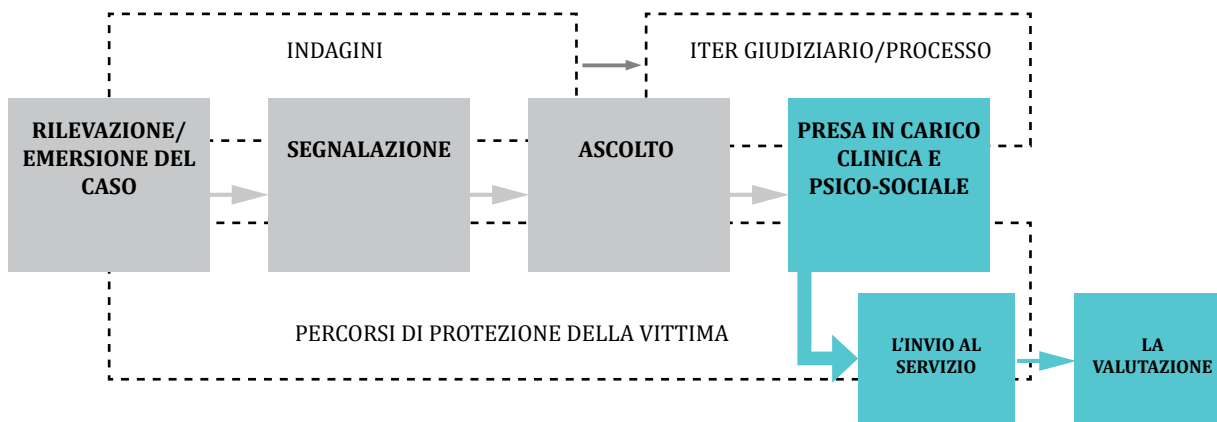 INDAGINI
ITER GIUDIZIARIO/PROCESSO
RILEVAZIONE/
EMERSIONE DEL
CASO
SEGNALAZIONE
ASCOLTO
PRESA IN CARICO
CLINICA E
PSICO-SOCIALE
PERCORSI DI PROTEZIONE DELLA VITTIMA
L’INVIO AL
SERVIZIO
LA
VALUTAZIONE